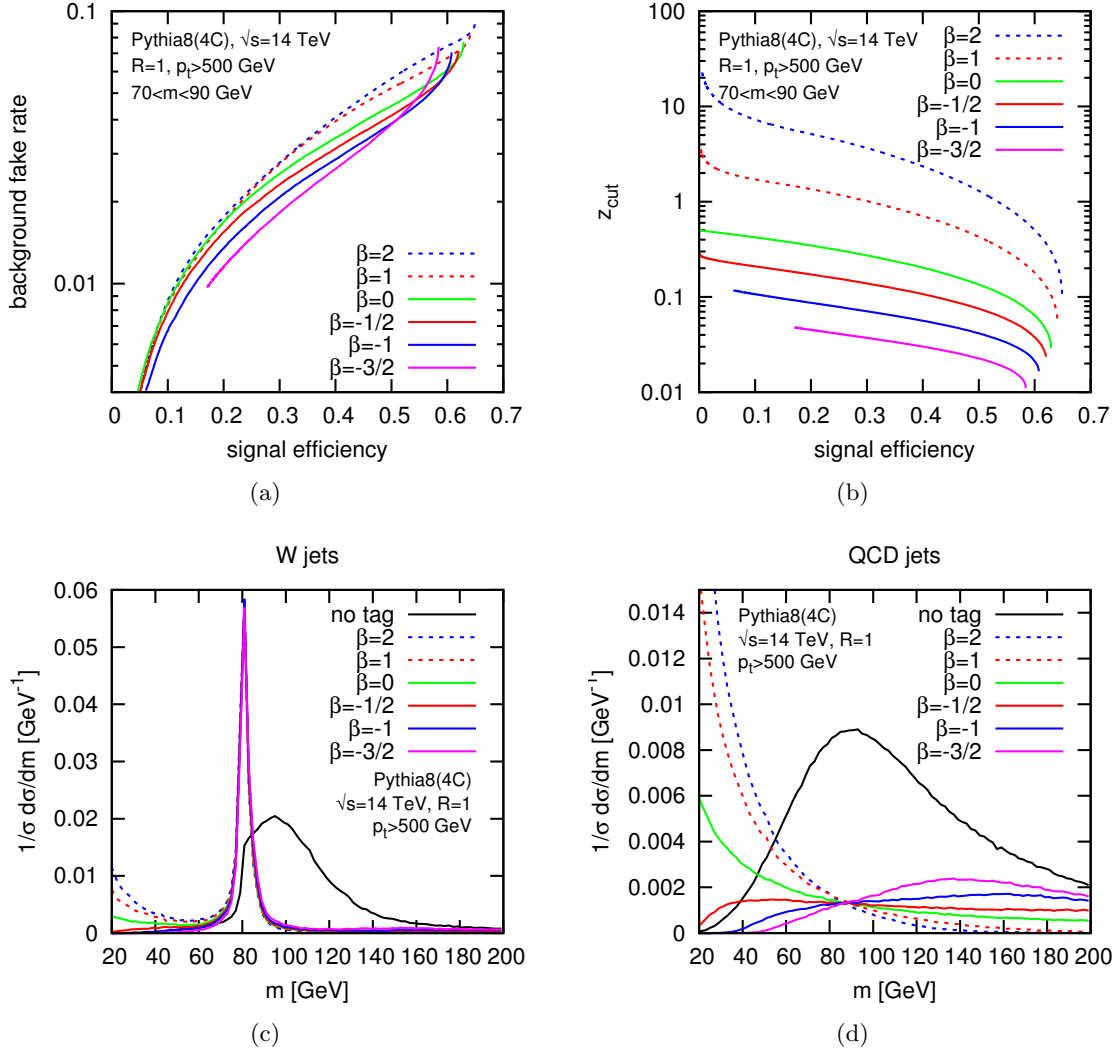 0.1
0.01
background fake rate
Pythia8(4C), √s=14 TeV
R=1, pt>500 GeV
70<m<90 GeV
β=2
β=1
β=0
β=-1/2
β=-1
β=-3/2
0 0.1 0.2 0.3 0.4 0.5 0.6 0.7
signal efficiency
(a)
100
10
1
0.1
0.01
zcut
Pythia8(4C), √s=14 TeV
R=1, pt>500 GeV
70<m<90 GeV
β=2
β=1
β=0
β=-1/2
β=-1
β=-3/2
0 0.1 0.2 0.3 0.4 0.5 0.6 0.7
signal efficiency
(b)
W jets
0.06
0.05
0.04
0.03
0.02
0.01
0
1/σ dσ/dm [GeV⁻¹]
no tag
β=2
β=1
β=0
β=-1/2
β=-1
β=-3/2
Pythia8(4C)
√s=14 TeV, R=1
pt>500 GeV
20 40 60 80 100 120 140 160 180 200
m [GeV]
(c)
QCD jets
0.014
0.012
0.01
0.008
0.006
0.004
0.002
0
1/σ dσ/dm [GeV⁻¹]
Pythia8(4C)
√s=14 TeV, R=1
pt>500 GeV
no tag
β=2
β=1
β=0
β=-1/2
β=-1
β=-3/2
20 40 60 80 100 120 140 160 180 200
m [GeV]
(d)